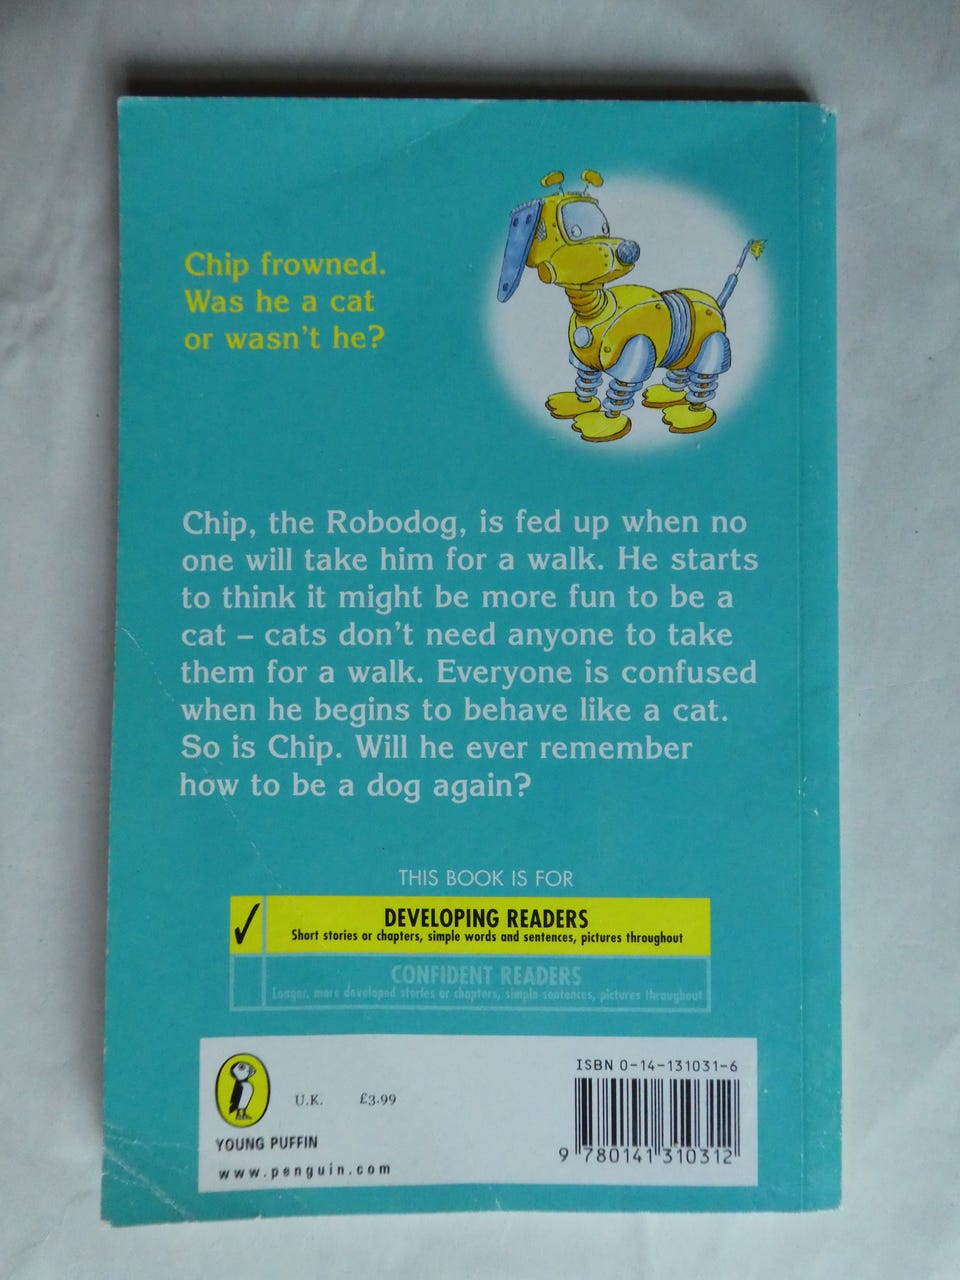 Chip frowned.
Was he a cat
or wasn't he?
Chip, the Robodog, is fed up when no
one will take him for a walk. He starts
to think it might be more fun to be a
cat – cats don't need anyone to take
them for a walk. Everyone is confused
when he begins to behave like a cat.
So is Chip. Will he ever remember
how to be a dog again?
THIS BOOK IS FOR
DEVELOPING READERS
Short stories or chapters, simple words and sentences, pictures throughout
CONFIDENT READERS
Longer, more developed stories or chapters, simple sentences, pictures throughout
U.K. £3.99
YOUNG PUFFIN
www.penguin.com
ISBN 0-14-131031-6
9 780141 310312